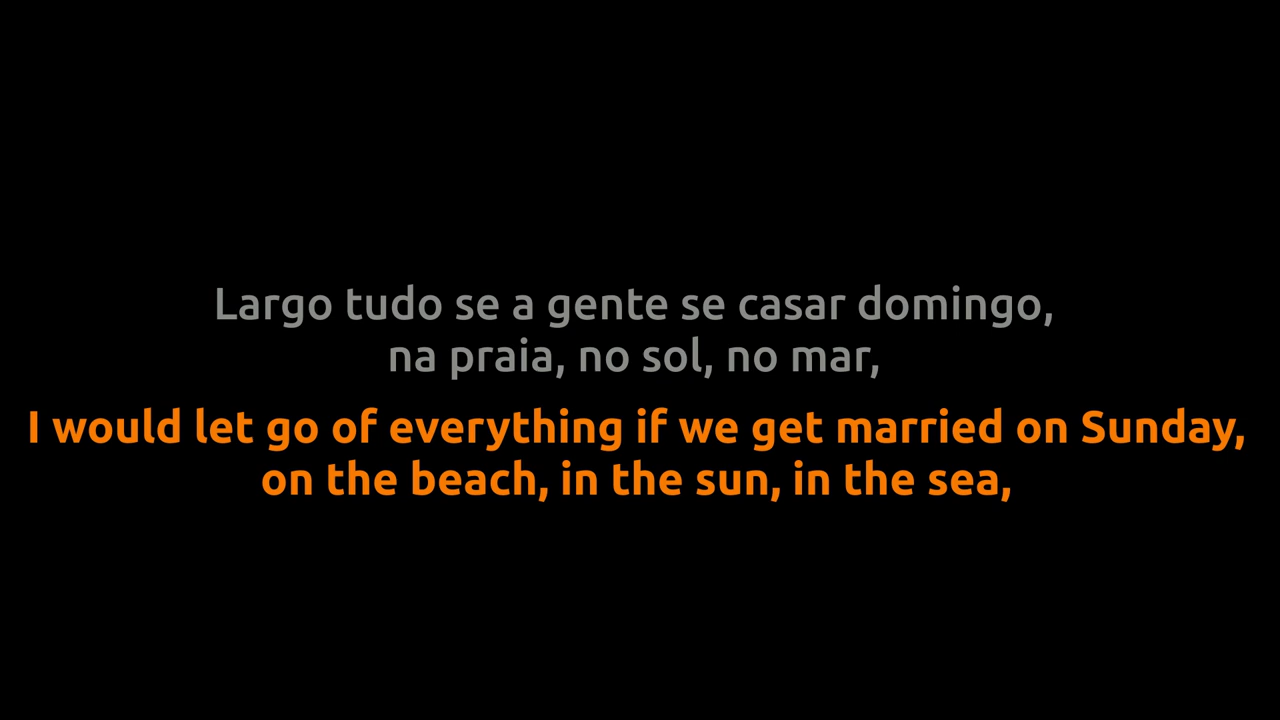 Largo tudo se a gente se casar domingo,
na praia, no sol, no mar,
I would let go of everything if we get married on Sunday,
on the beach, in the sun, in the sea,